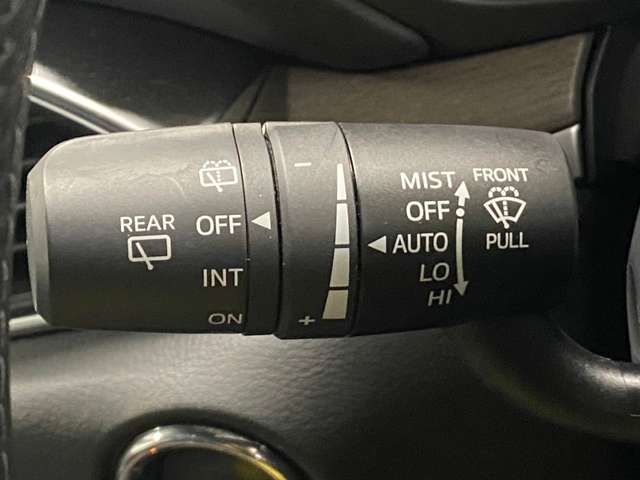 REAR
OFF
INT
ON
−
+
MIST
OFF
AUTO
LO
HI
FRONT
PULL